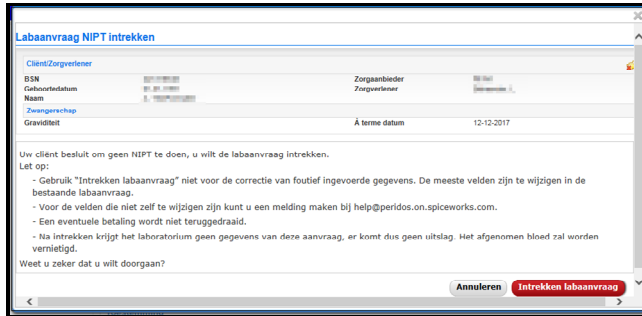 Labaanvraag NIPT intrekken
Cliënt/Zorgverlener
BSN Zorgaanbieder
Geboortedatum Zorgverlener
Naam
Zwangerschap
Graviditeit À terme datum 12-12-2017
Uw cliënt besluit om geen NIPT te doen, u wilt de labaanvraag intrekken.
Let op:
- Gebruik "Intrekken labaanvraag" niet voor de correctie van foutief ingevoerde gegevens. De meeste velden zijn te wijzigen in de
bestaande labaanvraag.
- Voor de velden die niet zelf te wijzigen zijn kunt u een melding maken bij help@peridos.on.spiceworks.com.
- Een eventuele betaling wordt niet teruggedraaid.
- Na intrekken krijgt het laboratorium geen gegevens van deze aanvraag, er komt dus geen uitslag. Het afgenomen bloed zal worden
vernietigd.
Weet u zeker dat u wilt doorgaan?
Annuleren Intrekken labaanvraag